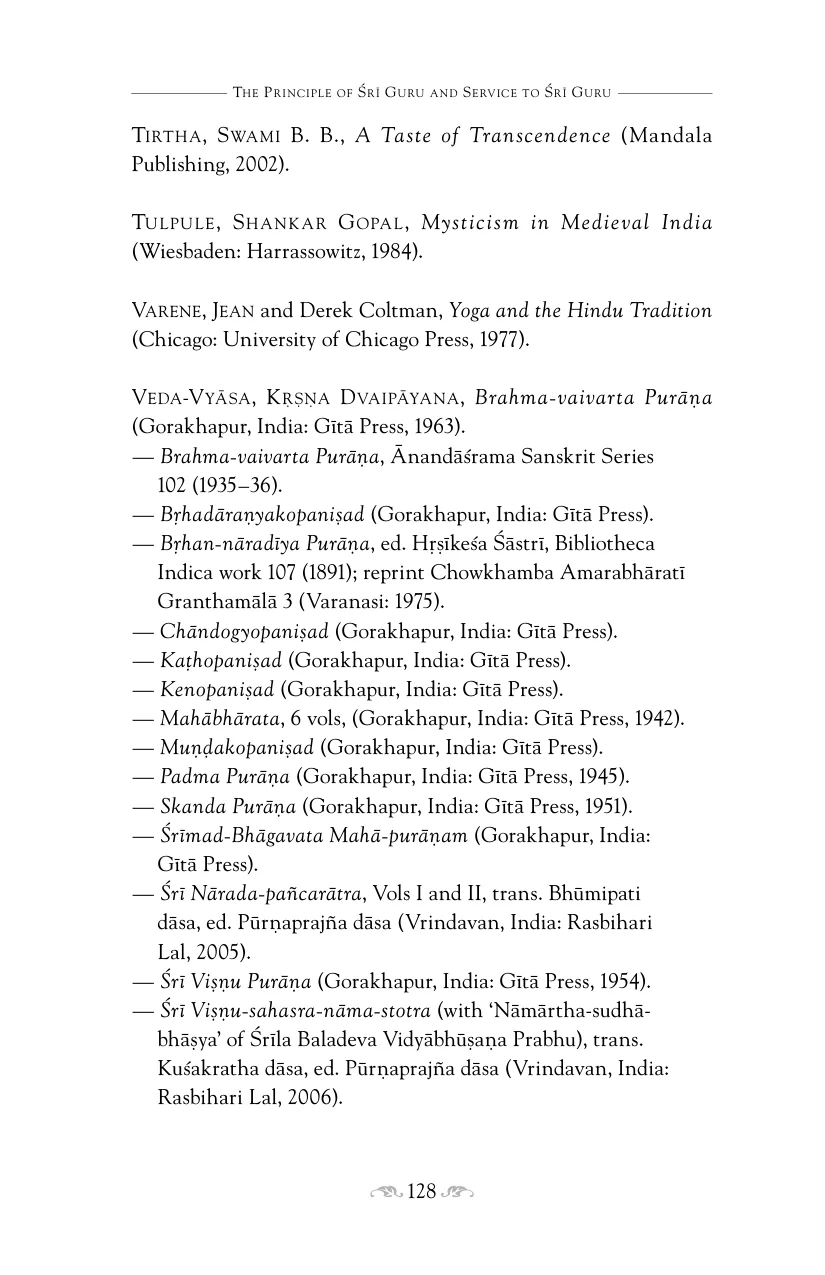 The Principle of Śrī Guru and Service to Śrī Guru
Tirtha, Swami B. B., A Taste of Transcendence (Mandala
Publishing, 2002).
Tulpule, Shankar Gopal, Mysticism in Medieval India
(Wiesbaden: Harrassowitz, 1984).
Varene, Jean and Derek Coltman, Yoga and the Hindu Tradition
(Chicago: University of Chicago Press, 1977).
Veda-Vyāsa, Kṛṣṇa Dvaipāyana, Brahma-vaivarta Purāṇa
(Gorakhapur, India: Gītā Press, 1963).
— Brahma-vaivarta Purāṇa, Ānandāśrama Sanskrit Series
102 (1935–36).
— Bṛhadāraṇyakopaniṣad (Gorakhapur, India: Gītā Press).
— Bṛhan-nāradīya Purāṇa, ed. Hṛṣīkeśa Śāstrī, Bibliotheca
Indica work 107 (1891); reprint Chowkhamba Amarabhāratī
Granthamālā 3 (Varanasi: 1975).
— Chāndogyopaniṣad (Gorakhapur, India: Gītā Press).
— Kaṭhopaniṣad (Gorakhapur, India: Gītā Press).
— Kenopaniṣad (Gorakhapur, India: Gītā Press).
— Mahābhārata, 6 vols, (Gorakhapur, India: Gītā Press, 1942).
— Muṇḍakopaniṣad (Gorakhapur, India: Gītā Press).
— Padma Purāṇa (Gorakhapur, India: Gītā Press, 1945).
— Skanda Purāṇa (Gorakhapur, India: Gītā Press, 1951).
— Śrīmad-Bhāgavata Mahā-purāṇam (Gorakhapur, India:
Gītā Press).
— Śrī Nārada-pañcarātra, Vols I and II, trans. Bhūmipati
dāsa, ed. Pūrṇaprajña dāsa (Vrindavan, India: Rasbihari
Lal, 2005).
— Śrī Viṣṇu Purāṇa (Gorakhapur, India: Gītā Press, 1954).
— Śrī Viṣṇu-sahasra-nāma-stotra (with ‘Nāmārtha-sudhā-
bhāṣya’ of Śrīla Baladeva Vidyābhūṣaṇa Prabhu), trans.
Kuśakratha dāsa, ed. Pūrṇaprajña dāsa (Vrindavan, India:
Rasbihari Lal, 2006).
128